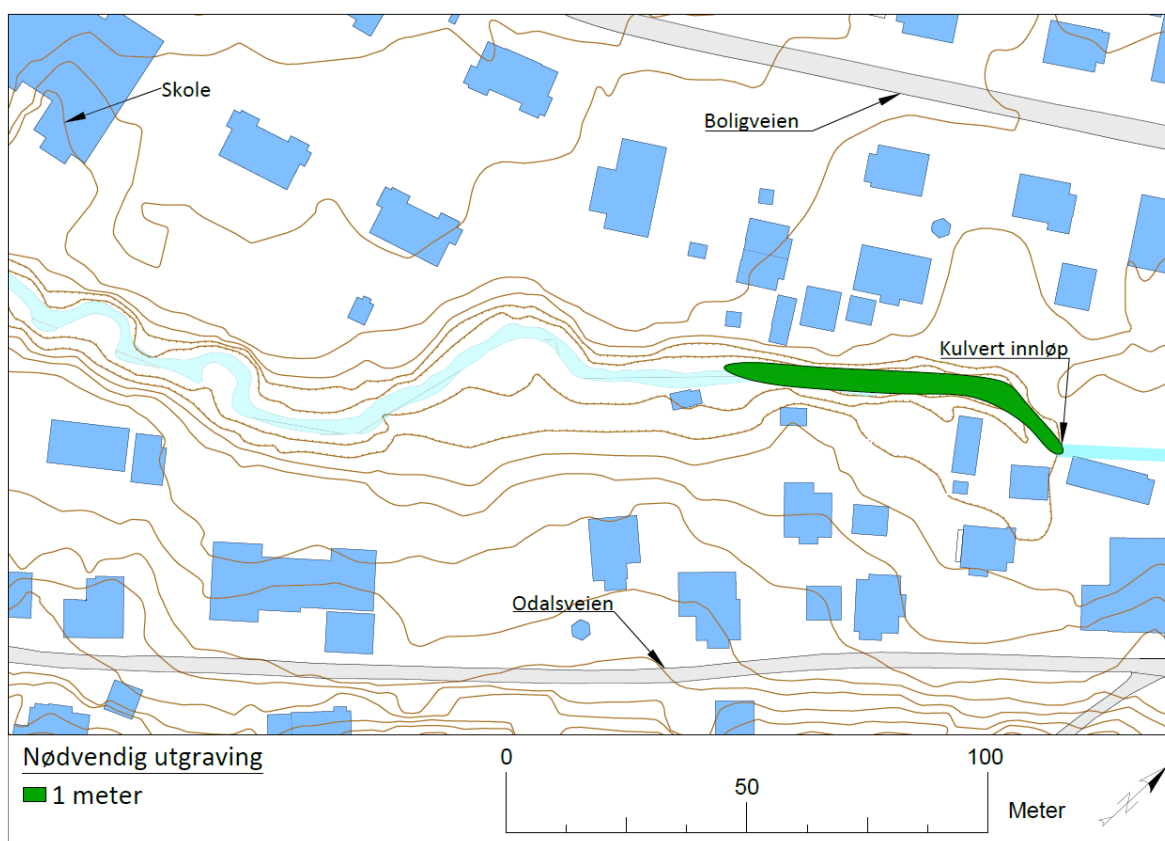 Skole
Boligveien
Kulvert innløp
Odalsveien
Nødvendig utgraving
1 meter
0
100
50
Meter
N